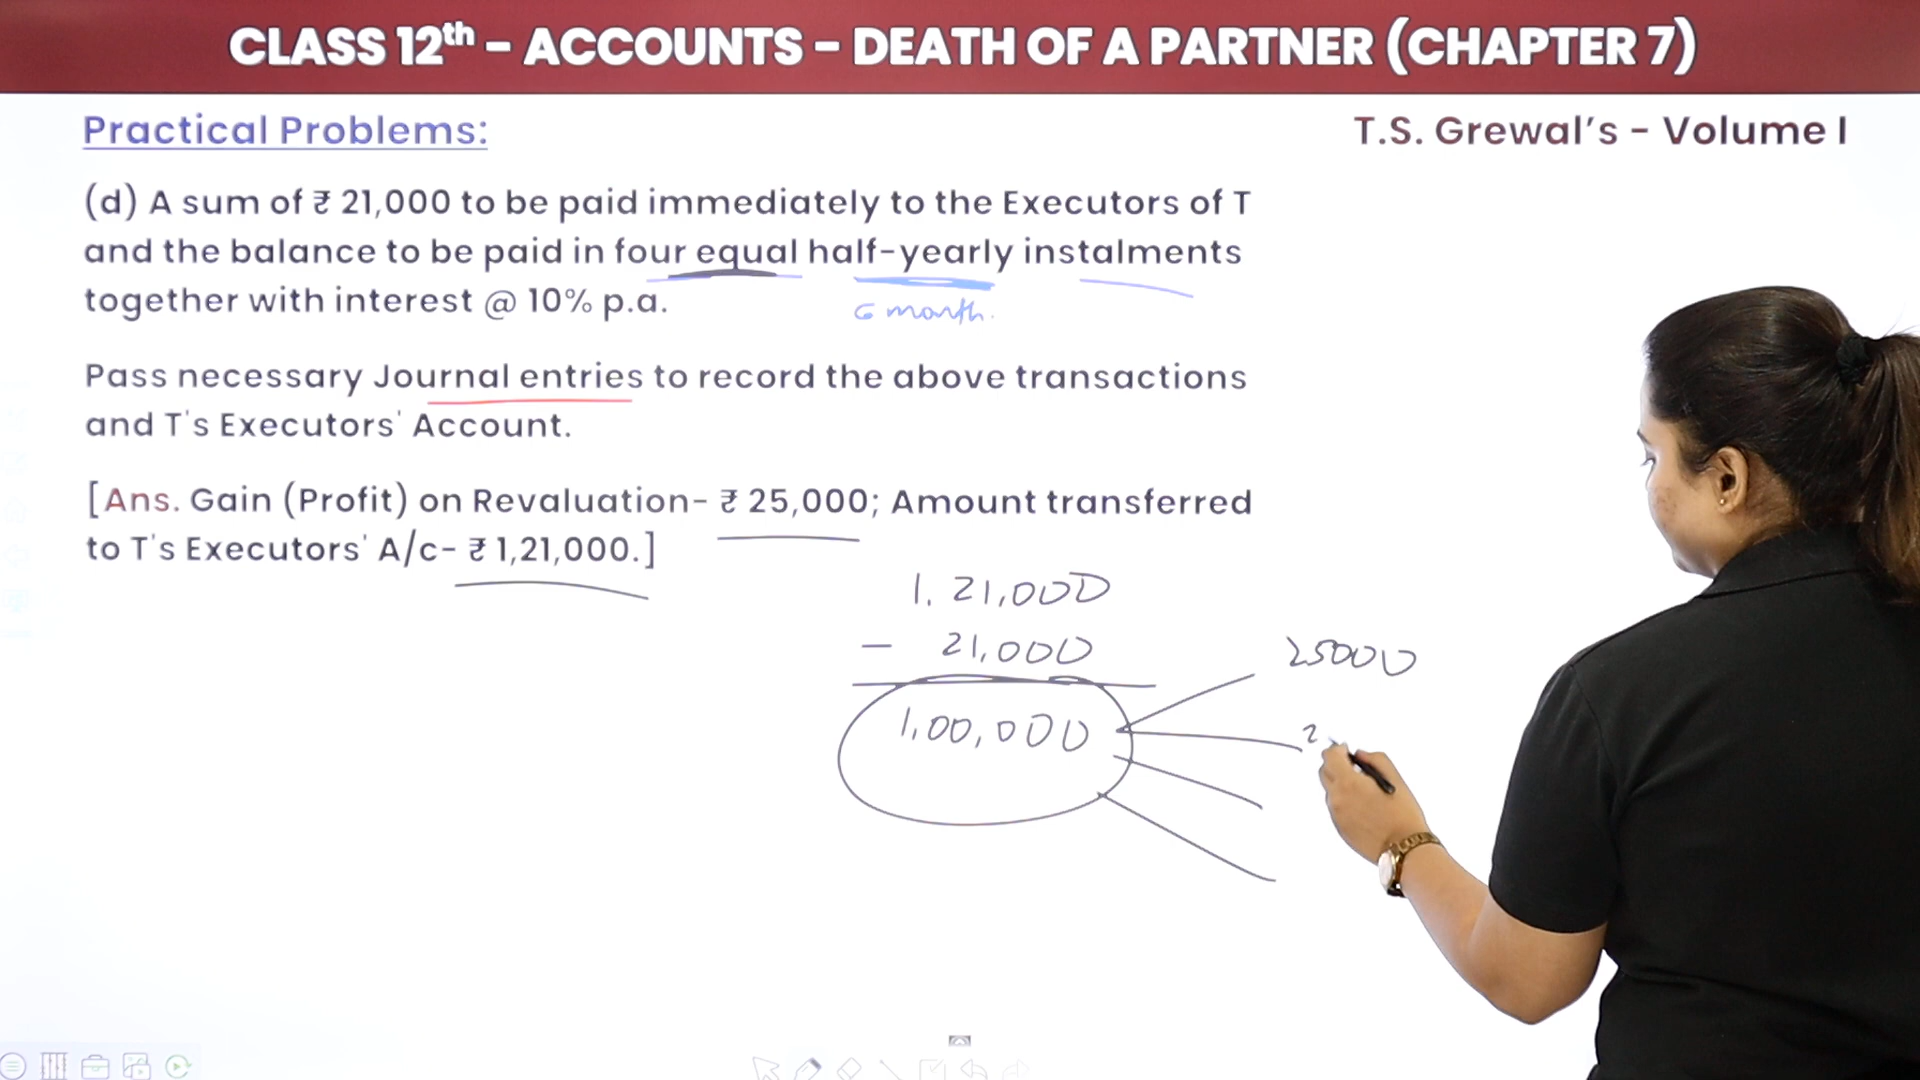 CLASS 12th – ACCOUNTS – DEATH OF A PARTNER (CHAPTER 7)
Practical Problems:
T.S. Grewal's - Volume I
(d) A sum of ₹ 21,000 to be paid immediately to the Executors of T
and the balance to be paid in four equal half-yearly instalments
together with interest @ 10% p.a.
6 month.
Pass necessary Journal entries to record the above transactions
and T's Executors' Account.
[Ans. Gain (Profit) on Revaluation- ₹ 25,000; Amount transferred
to T's Executors' A/c- ₹ 1,21,000.]
1,21,000
- 21,000
25000
1,00,000
2